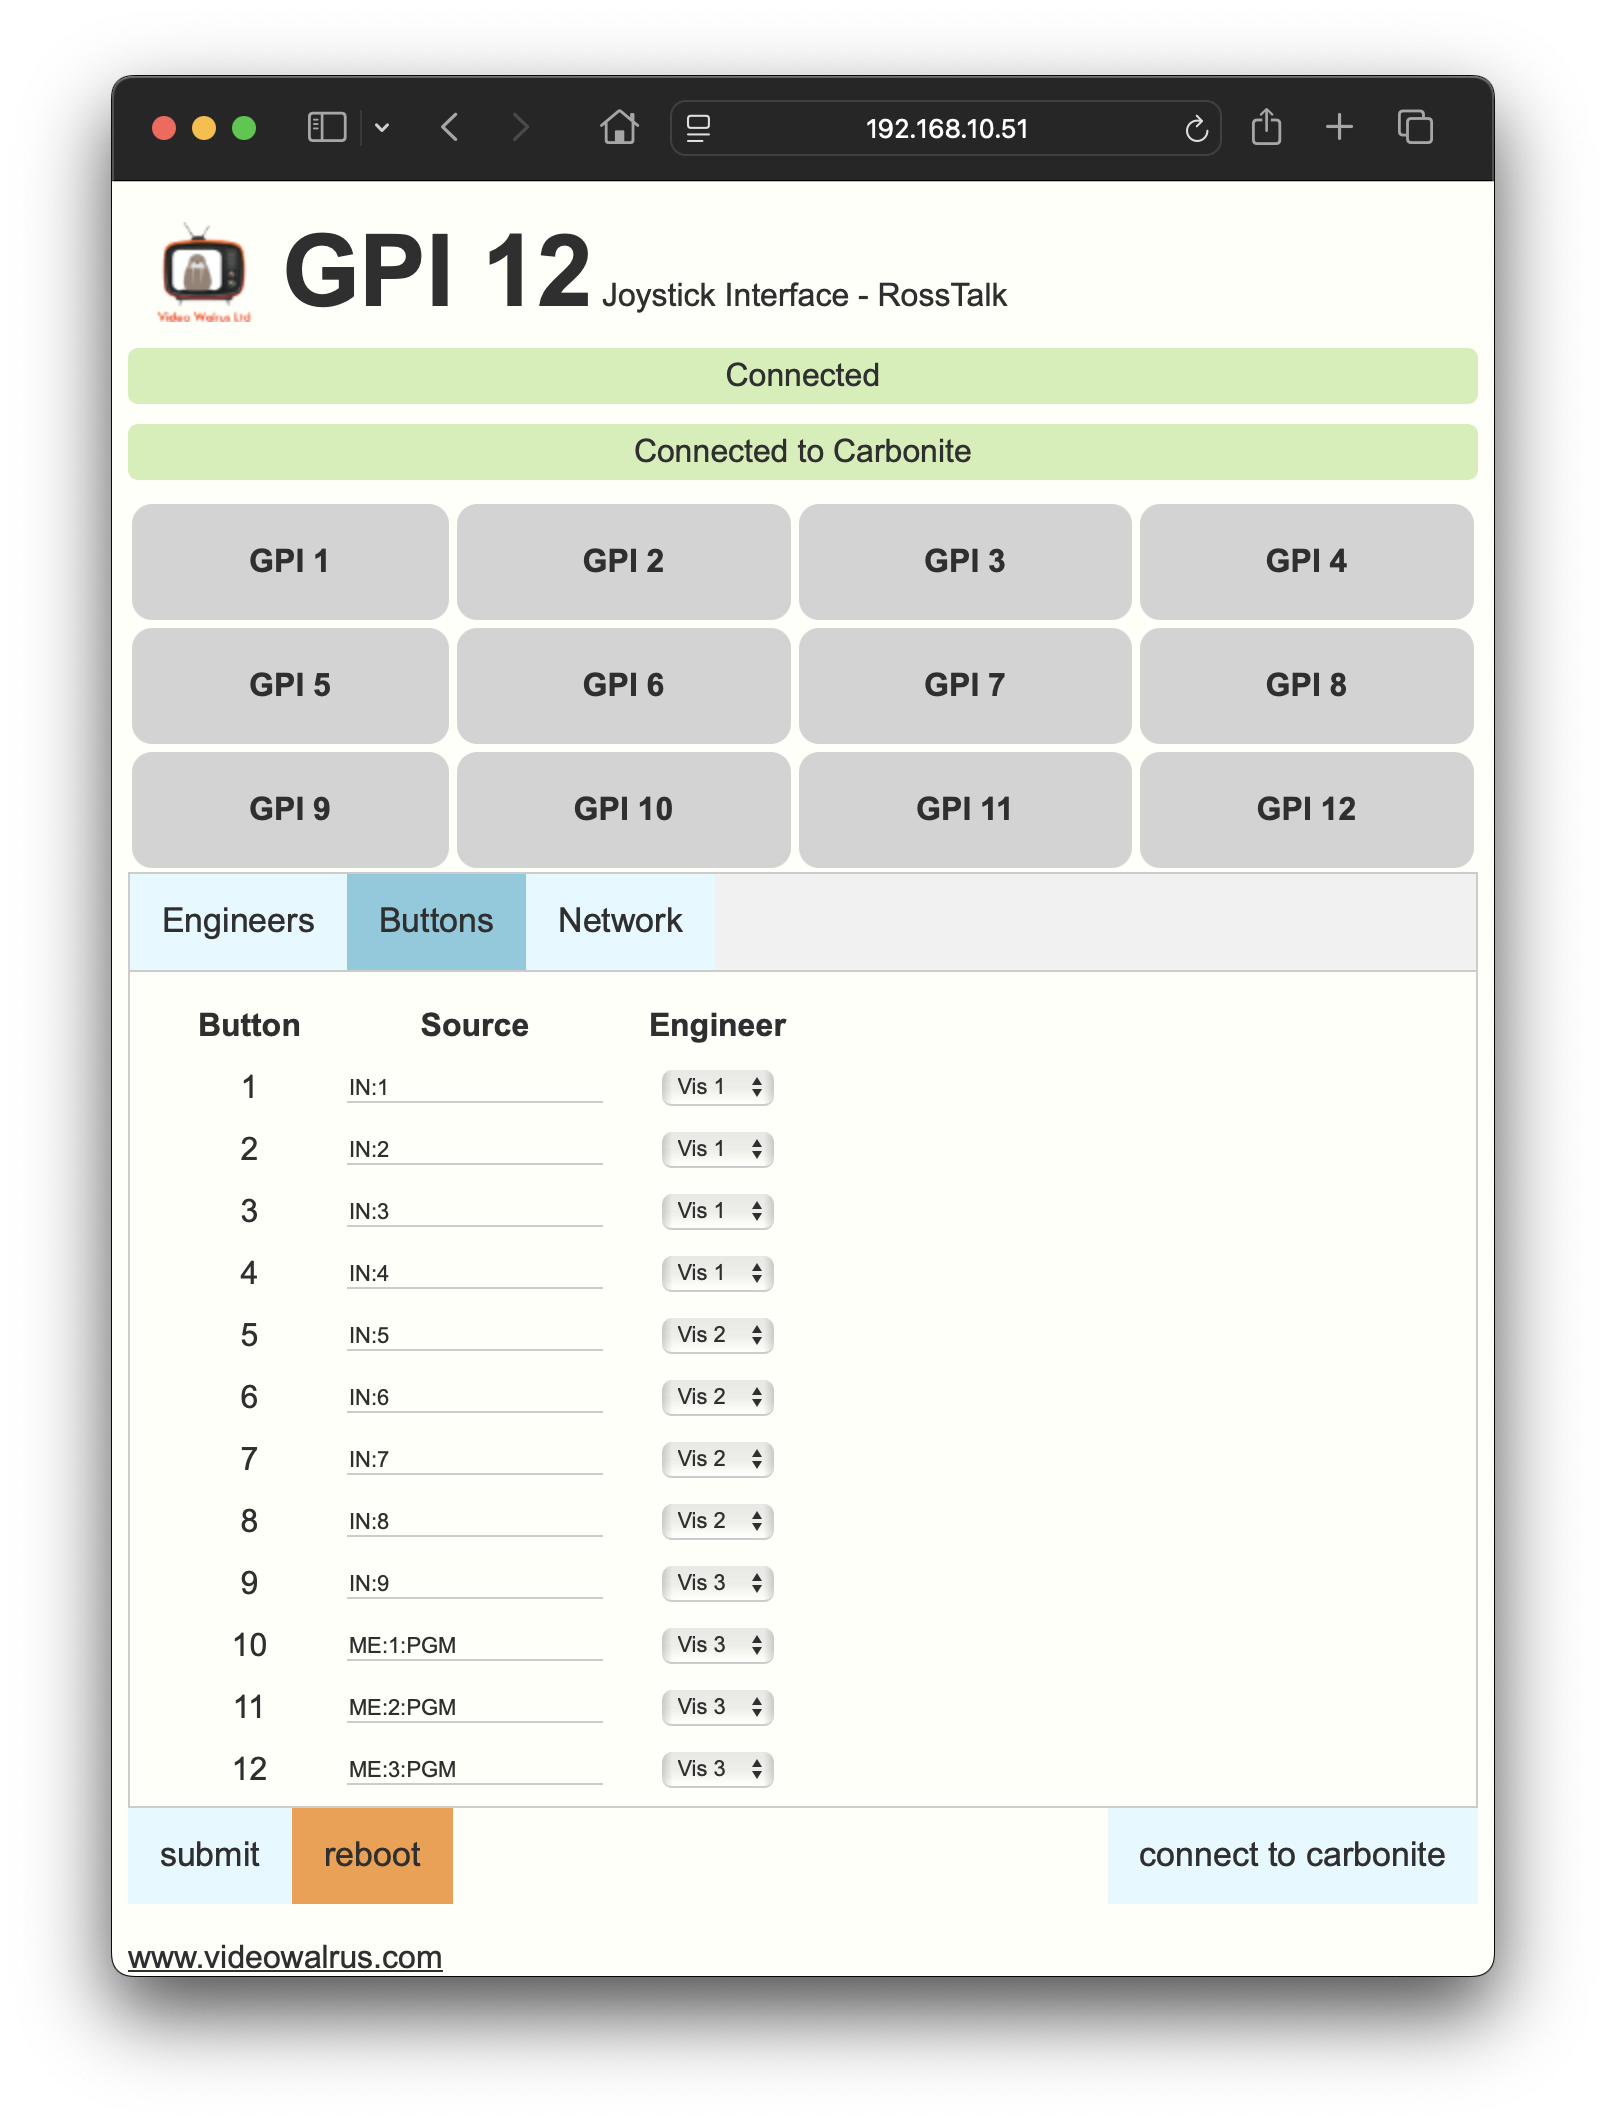 192.168.10.51
Video Walrus Ltd
GPI 12 Joystick Interface - RossTalk
Connected
Connected to Carbonite
GPI 1 GPI 2 GPI 3 GPI 4
GPI 5 GPI 6 GPI 7 GPI 8
GPI 9 GPI 10 GPI 11 GPI 12
Engineers Buttons Network
Button Source Engineer
1 IN:1 Vis 1
2 IN:2 Vis 1
3 IN:3 Vis 1
4 IN:4 Vis 1
5 IN:5 Vis 2
6 IN:6 Vis 2
7 IN:7 Vis 2
8 IN:8 Vis 2
9 IN:9 Vis 3
10 ME:1:PGM Vis 3
11 ME:2:PGM Vis 3
12 ME:3:PGM Vis 3
submit reboot connect to carbonite
www.videowalrus.com